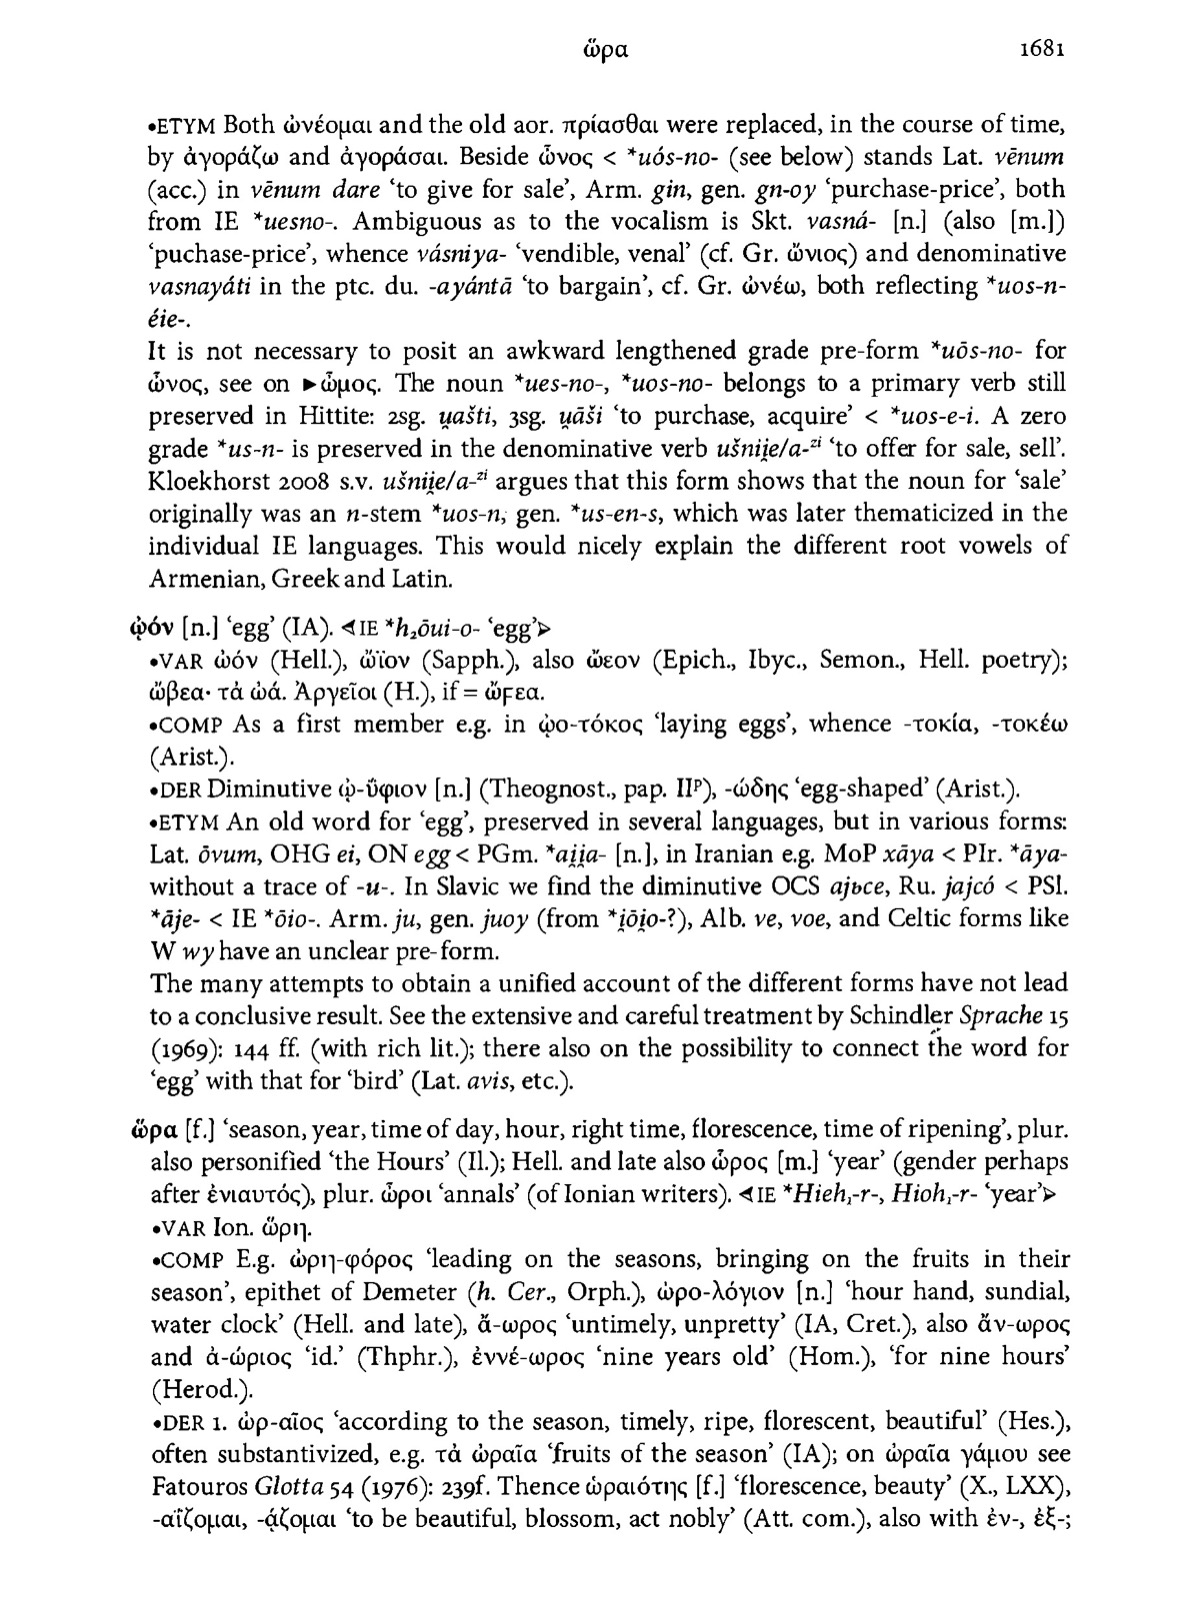 ὥρα 1681
•ETYM Both ὠνέομαι and the old aor. πρίασθαι were replaced, in the course of time,
by ἀγοράζω and ἀγοράσαι. Beside ὦνος < *uós-no- (see below) stands Lat. vēnum
(acc.) in vēnum dare ‘to give for sale’, Arm. gin, gen. gn-oy ‘purchase-price’, both
from IE *uesno-. Ambiguous as to the vocalism is Skt. vasná- [n.] (also [m.])
‘puchase-price’, whence vásniya- ‘vendible, venal’ (cf. Gr. ὤνιος) and denominative
vasnayáti in the ptc. du. -ayántā ‘to bargain’, cf. Gr. ὠνέω, both reflecting *uos-n-
éie-.
It is not necessary to posit an awkward lengthened grade pre-form *uōs-no- for
ὦνος, see on ►ὦμος. The noun *ues-no-, *uos-no- belongs to a primary verb still
preserved in Hittite: 2sg. u̯ašti, 3sg. u̯āši ‘to purchase, acquire’ < *uos-e-i. A zero
grade *us-n- is preserved in the denominative verb ušnii̯e/a-ᶻⁱ ‘to offer for sale, sell’.
Kloekhorst 2008 s.v. ušnii̯e/a-ᶻⁱ argues that this form shows that the noun for ‘sale’
originally was an n-stem *uos-n, gen. *us-en-s, which was later thematicized in the
individual IE languages. This would nicely explain the different root vowels of
Armenian, Greek and Latin.
ᾠόν [n.] ‘egg’ (IA). ⋖IE *h₂ōui-o- ‘egg’⋗
•VAR ὠόν (Hell.), ὤϊον (Sapph.), also ὤεον (Epich., Ibyc., Semon., Hell. poetry);
ὤβεα· τὰ ὠά. Ἀργεῖοι (H.), if = ὤϝεα.
•COMP As a first member e.g. in ᾠο-τόκος ‘laying eggs’, whence -τοκία, -τοκέω
(Arist.).
•DER Diminutive ᾠ-ΰφιον [n.] (Theognost., pap. IIᵖ), -ώδης ‘egg-shaped’ (Arist.).
•ETYM An old word for ‘egg’, preserved in several languages, but in various forms:
Lat. ōvum, OHG ei, ON egg < PGm. *ai̯i̯a- [n.], in Iranian e.g. MoP xāya < PIr. *āya-
without a trace of -u-. In Slavic we find the diminutive OCS ajьce, Ru. jajcó < PSl.
*āje- < IE *ōio-. Arm. ju, gen. juoy (from *i̯ōi̯o-?), Alb. ve, voe, and Celtic forms like
W wy have an unclear pre-form.
The many attempts to obtain a unified account of the different forms have not lead
to a conclusive result. See the extensive and careful treatment by Schindler Sprache 15
(1969): 144 ff. (with rich lit.); there also on the possibility to connect the word for
‘egg’ with that for ‘bird’ (Lat. avis, etc.).
ὥρα [f.] ‘season, year, time of day, hour, right time, florescence, time of ripening’, plur.
also personified ‘the Hours’ (Il.); Hell. and late also ὧρος [m.] ‘year’ (gender perhaps
after ἐνιαυτός), plur. ὧροι ‘annals’ (of Ionian writers). ⋖IE *Hieh₁-r-, Hioh₁-r- ‘year’⋗
•VAR Ion. ὥρη.
•COMP E.g. ὡρη-φόρος ‘leading on the seasons, bringing on the fruits in their
season’, epithet of Demeter (h. Cer., Orph.), ὡρο-λόγιον [n.] ‘hour hand, sundial,
water clock’ (Hell. and late), ἄ-ωρος ‘untimely, unpretty’ (IA, Cret.), also ἄν-ωρος
and ἀ-ώριος ‘id.’ (Thphr.), ἐννέ-ωρος ‘nine years old’ (Hom.), ‘for nine hours’
(Herod.).
•DER 1. ὡρ-αῖος ‘according to the season, timely, ripe, florescent, beautiful’ (Hes.),
often substantivized, e.g. τὰ ὡραῖα ‘fruits of the season’ (IA); on ὡραῖα γάμου see
Fatouros Glotta 54 (1976): 239f. Thence ὡραιότης [f.] ‘florescence, beauty’ (X., LXX),
-αΐζομαι, -ᾴζομαι ‘to be beautiful, blossom, act nobly’ (Att. com.), also with ἐν-, ἐξ-;